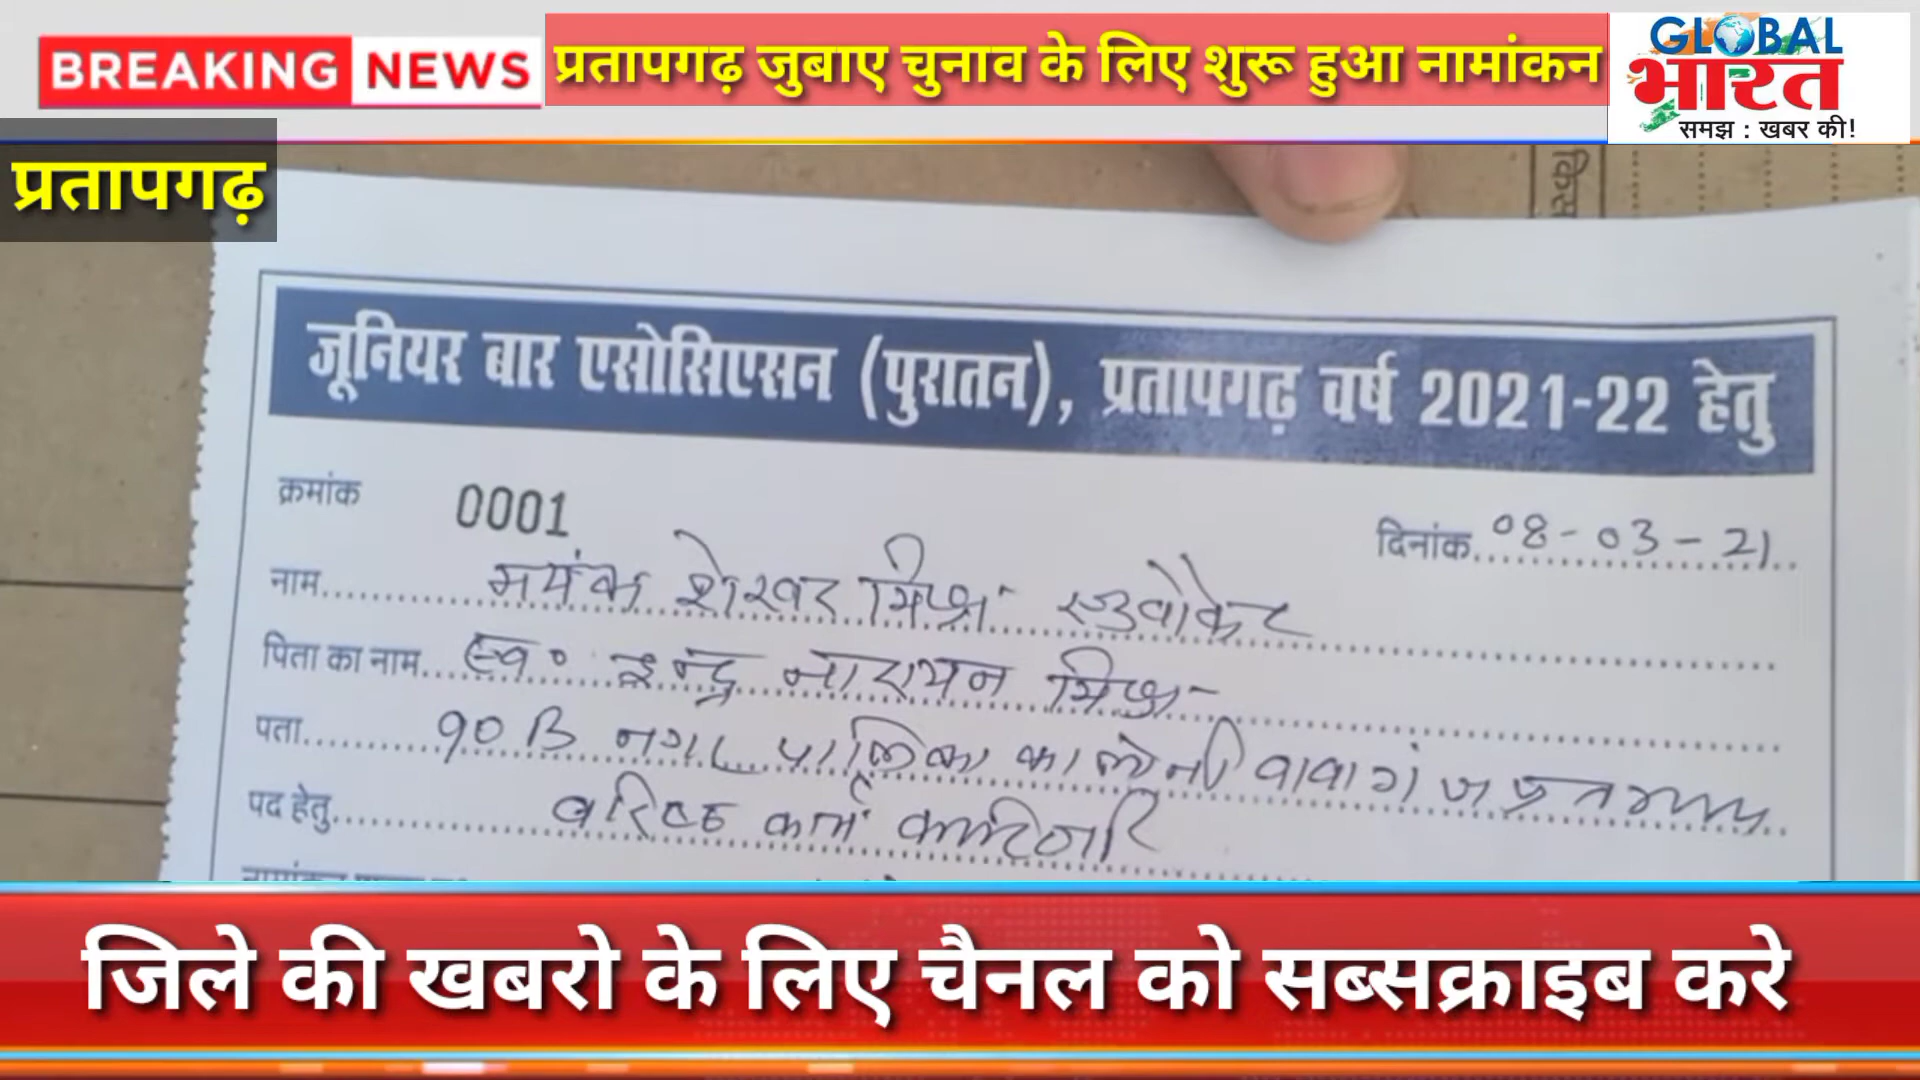 BREAKING NEWS
प्रतापगढ़ जुबाए चुनाव के लिए शुरू हुआ नामांकन
GLOBAL
भारत
समझ : खबर की!
प्रतापगढ़
किस
जूनियर बार एसोसिएसन (पुरातन), प्रतापगढ़ वर्ष 2021-22 हेतु
क्रमांक 0001
दिनांक 08-03-21
नाम मयंक शेखर मिश्र एडवोकेट
पिता का नाम स्व० इन्द्र नारायन मिश्र
पता 90 B नगर पालिका कालोनी बाबागंज
पद हेतु वरिष्ठ कार्य कारिणी
जिले की खबरो के लिए चैनल को सब्सक्राइब करे